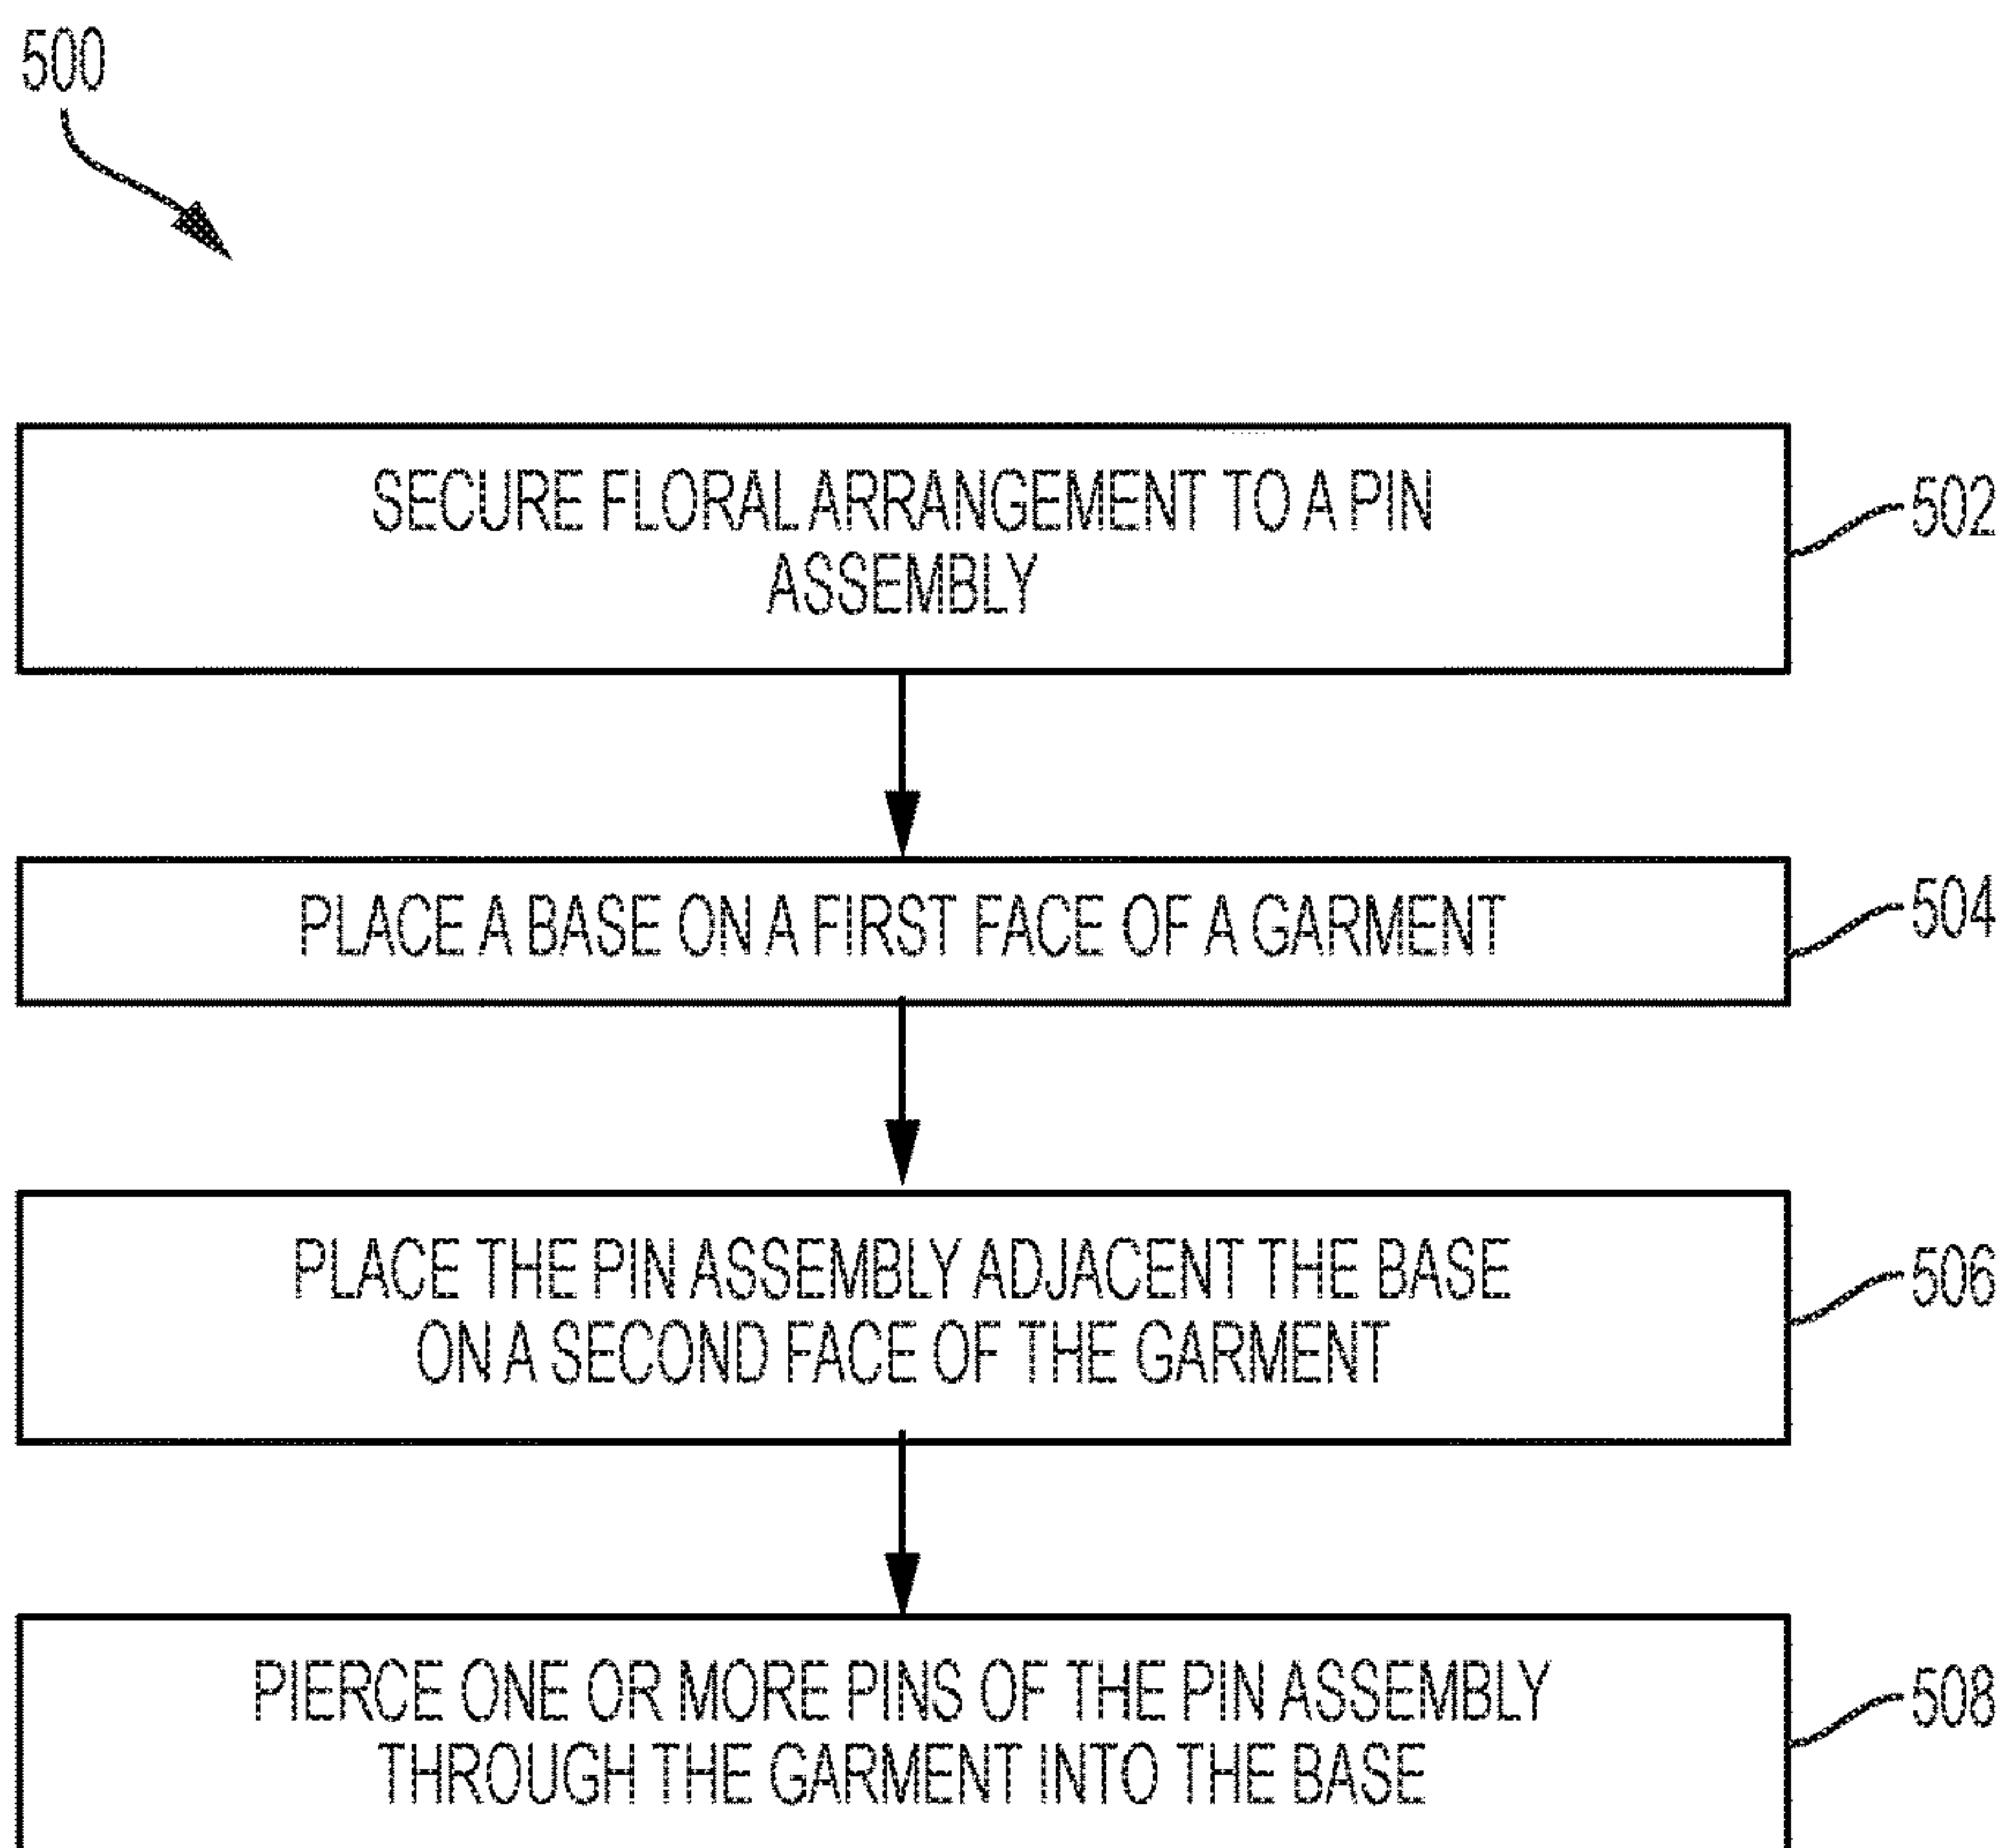 500
SECURE FLORAL ARRANGEMENT TO A PIN
ASSEMBLY
502
PLACE A BASE ON A FIRST FACE OF A GARMENT
504
PLACE THE PIN ASSEMBLY ADJACENT THE BASE
ON A SECOND FACE OF THE GARMENT
506
PIERCE ONE OR MORE PINS OF THE PIN ASSEMBLY
THROUGH THE GARMENT INTO THE BASE
508